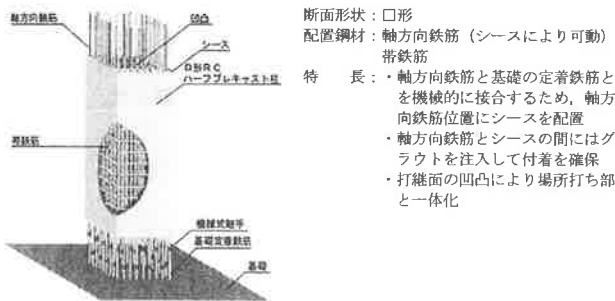 軸方向鉄筋
凹凸
シース
ロ形RC
ハーフプレキャスト柱
帯鉄筋
機械式継手
基礎定着鉄筋
基礎
断面形状：口形
配置鋼材：軸方向鉄筋（シースにより可動）
帯鉄筋
特　　長：・軸方向鉄筋と基礎の定着鉄筋と
を機械的に接合するため，軸方
向鉄筋位置にシースを配置
・軸方向鉄筋とシースの間にはグ
ラウトを注入して付着を確保
・打継面の凹凸により場所打ち部
と一体化